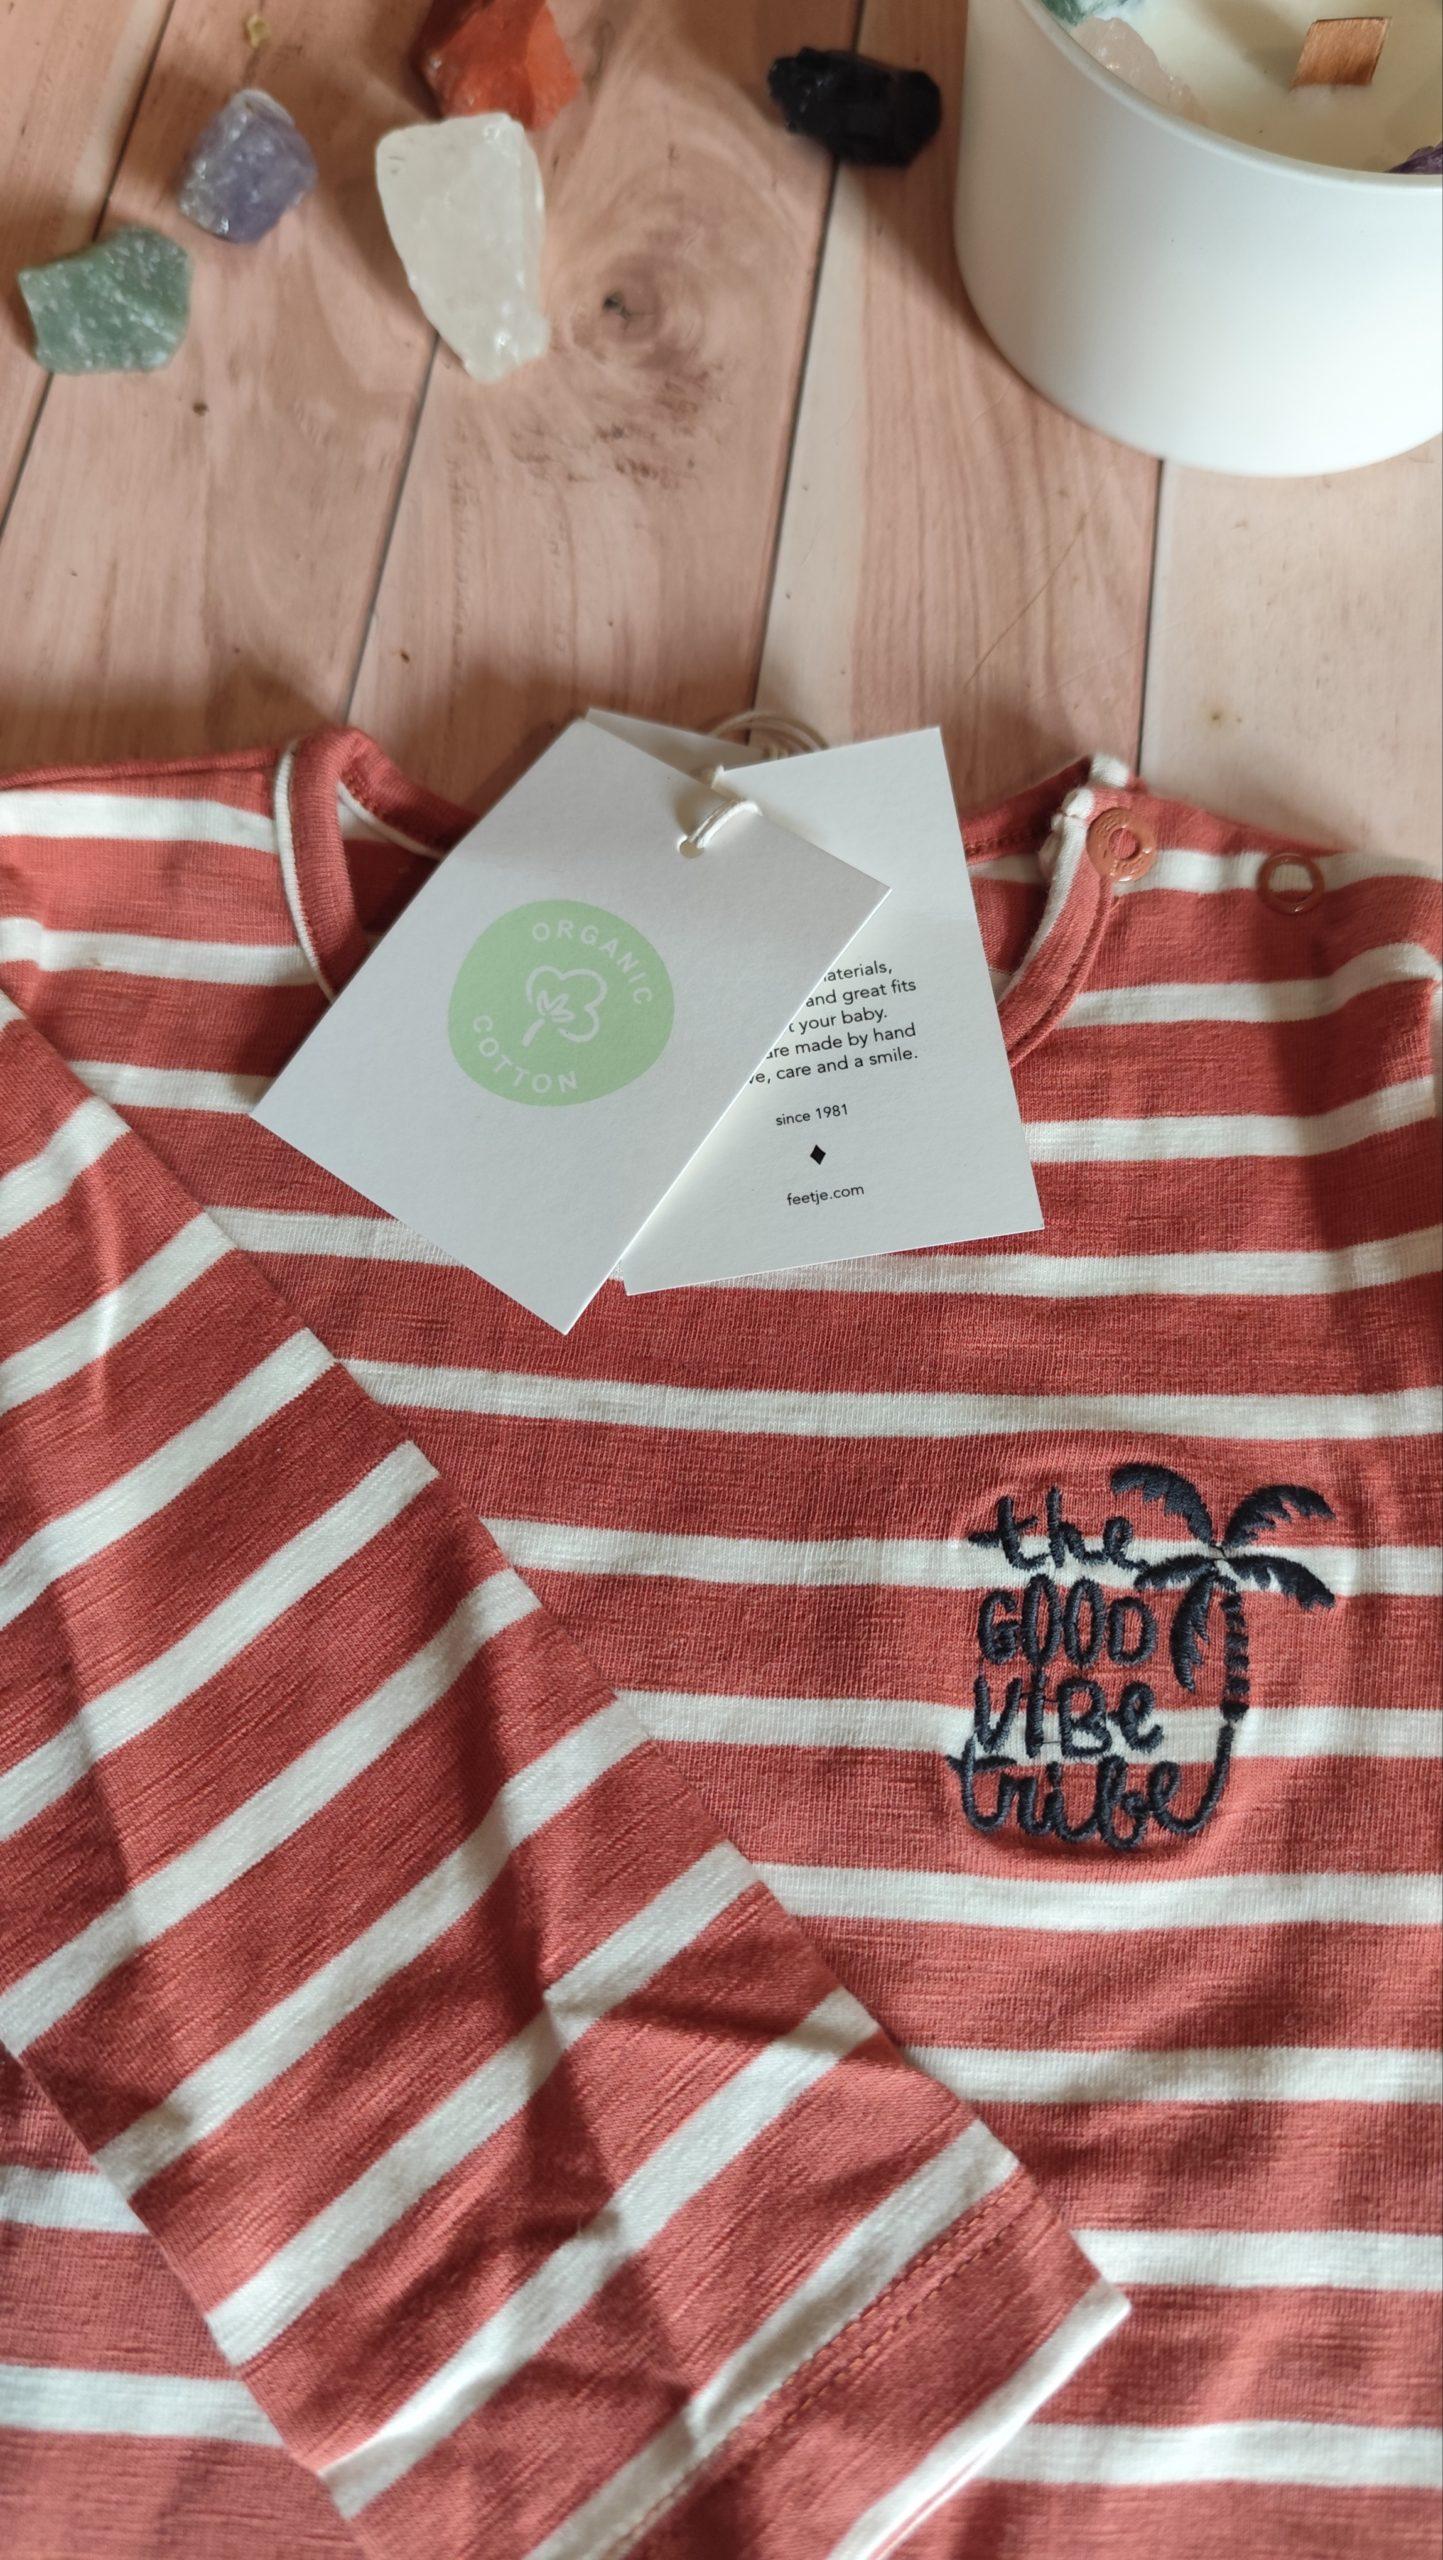 ORGANIC
COTTON
and great fits
your baby.
made by hand
care and a smile.
since 1981
feetje.com
the
GOOD
VIBE
tribe